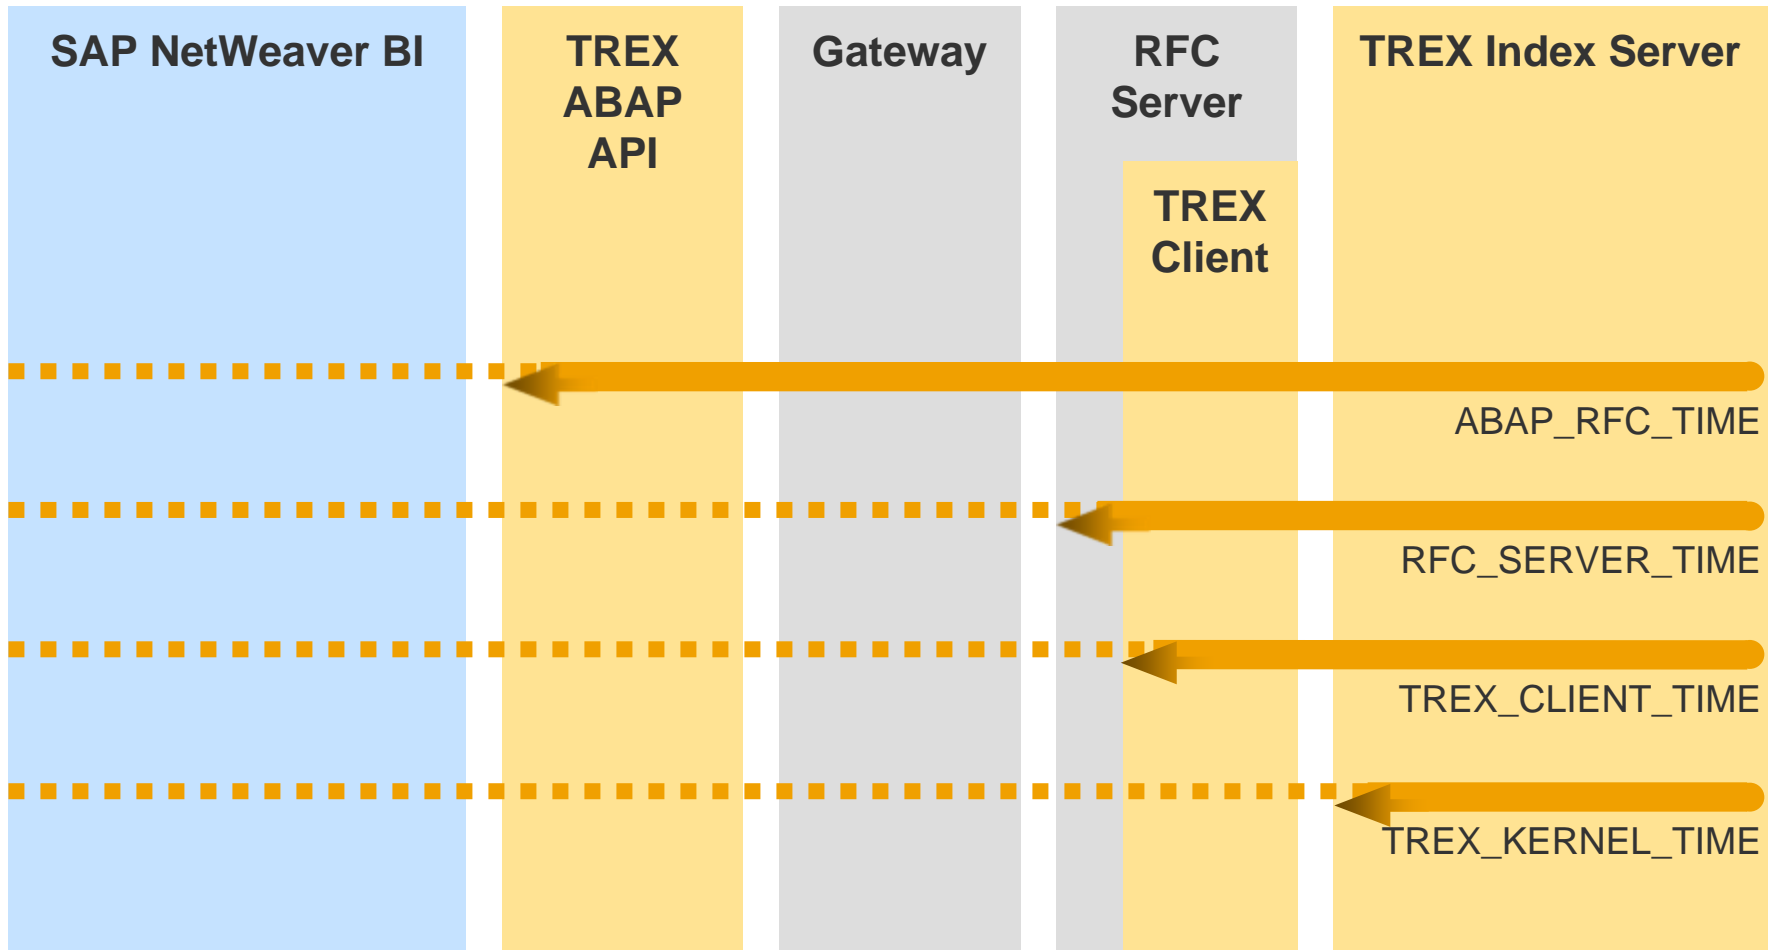 SAP NetWeaver BI
TREX
ABAP
API
Gateway
RFC
Server
TREX
Client
TREX Index Server
ABAP_RFC_TIME
RFC_SERVER_TIME
TREX_CLIENT_TIME
TREX_KERNEL_TIME